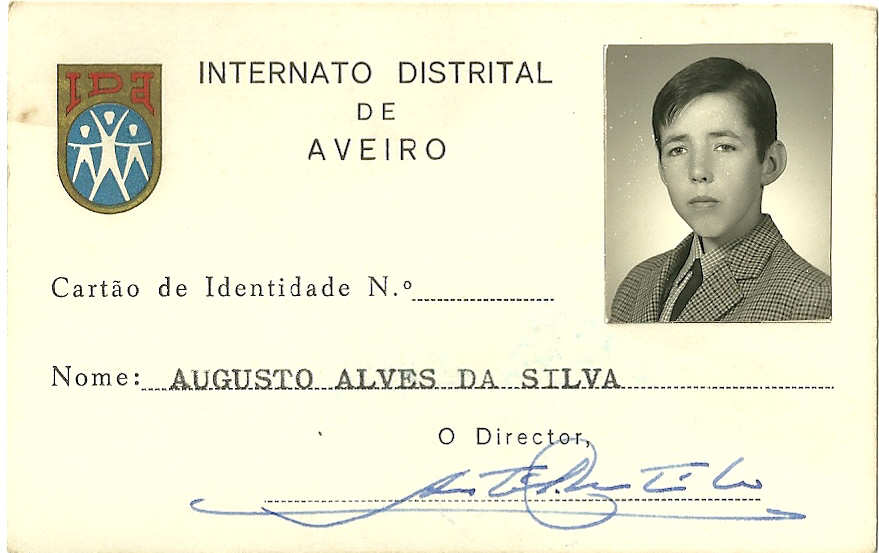 IDA
INTERNATO DISTRITAL
DE
AVEIRO
Cartão de Identidade N.º
Nome: AUGUSTO ALVES DA SILVA
O Director,